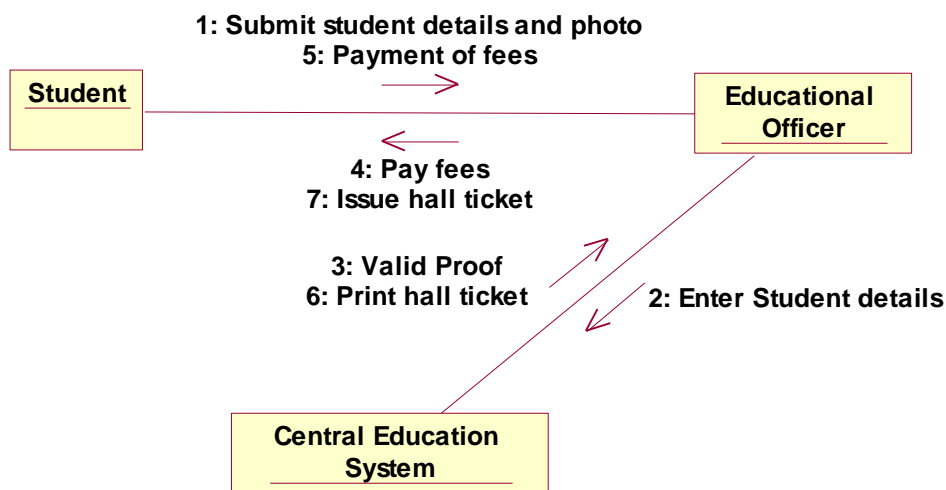 1: Submit student details and photo
5: Payment of fees
Student
Educational
Officer
4: Pay fees
7: Issue hall ticket
3: Valid Proof
6: Print hall ticket
2: Enter Student details
Central Education
System